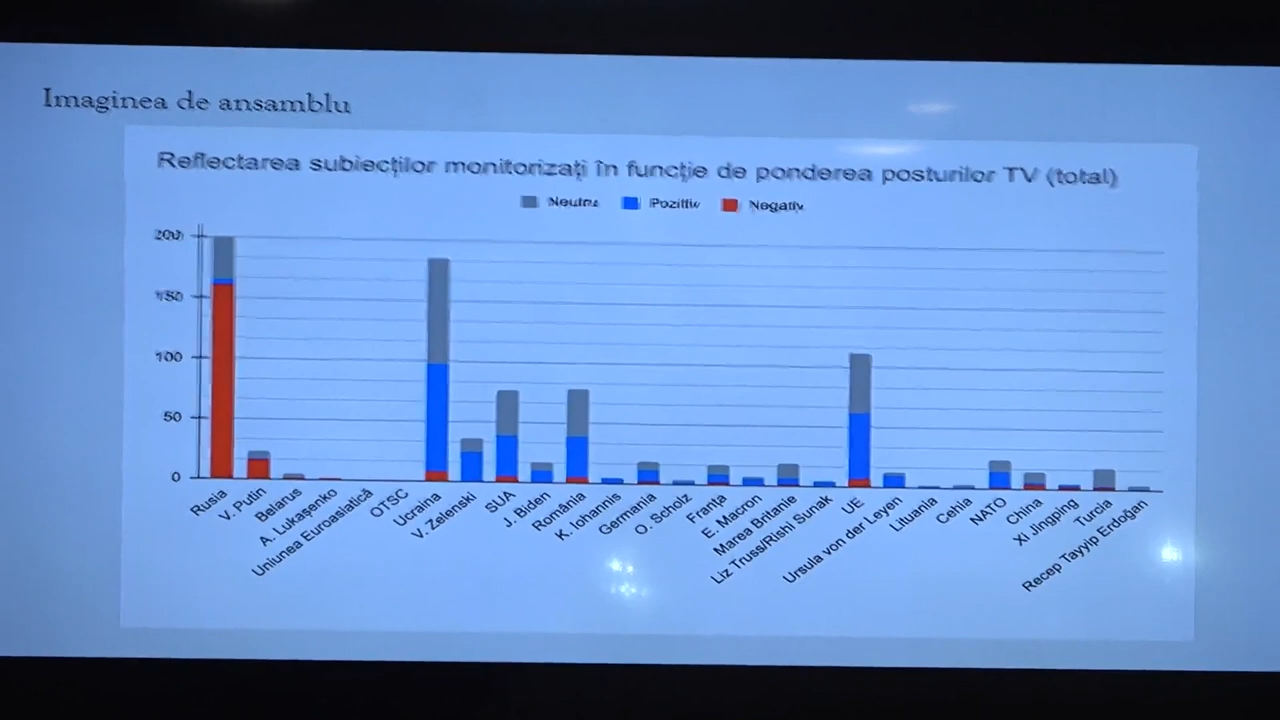 Imaginea de ansamblu
Reflectarea subiecților monitorizați în funcție de ponderea posturilor TV (total)
Neutru Pozitiv Negativ
200
150
100
50
0
Rusia
V. Putin
Belarus
A. Lukașenko
Uniunea Euroasiatică
OTSC
Ucraina
V. Zelenski
SUA
J. Biden
România
K. Iohannis
Germania
O. Scholz
Franța
E. Macron
Marea Britanie
Liz Truss/Rishi Sunak
UE
Ursula von der Leyen
Lituania
Cehia
NATO
China
Xi Jingping
Turcia
Recep Tayyip Erdoğan